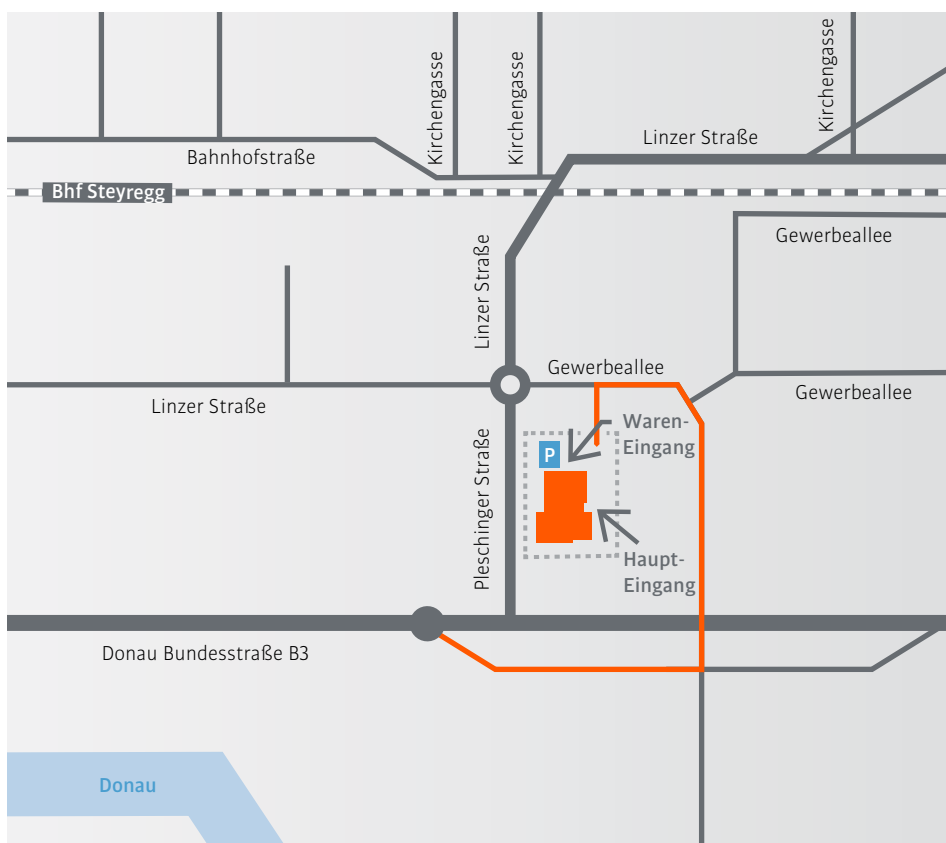 Kirchengasse
Kirchengasse
Kirchengasse
Linzer Straße
Bahnhofstraße
Bhf Steyregg
Gewerbeallee
Linzer Straße
Gewerbeallee
Linzer Straße
Gewerbeallee
Waren-
Eingang
P
Pleschinger Straße
Haupt-
Eingang
Donau Bundesstraße B3
Donau